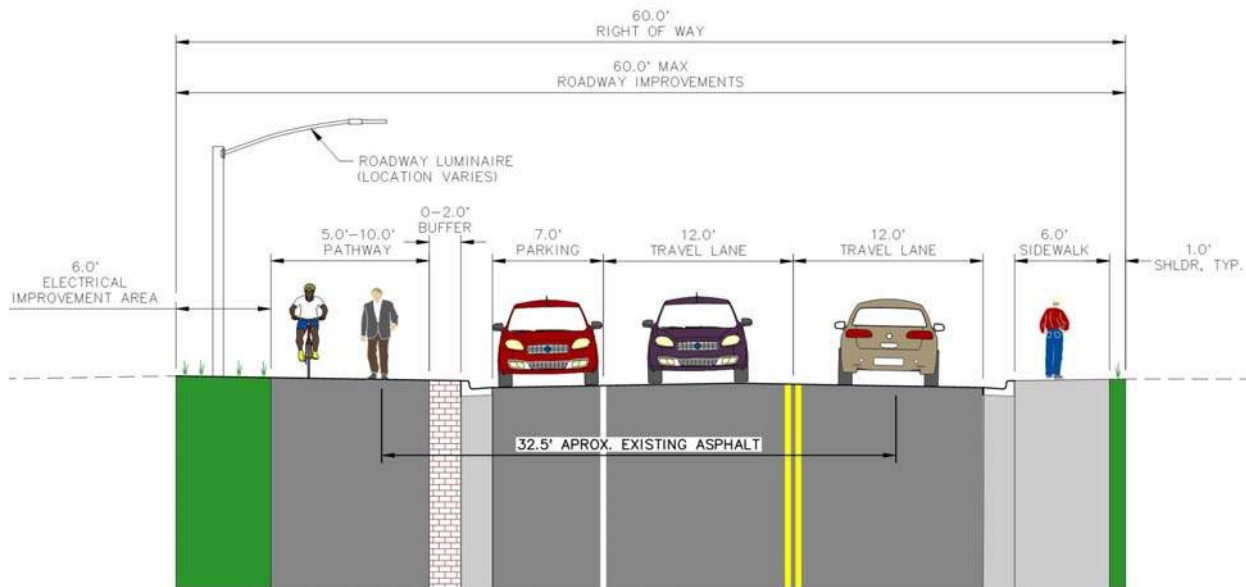 60.0'
RIGHT OF WAY
60.0' MAX
ROADWAY IMPROVEMENTS
ROADWAY LUMINAIRE
(LOCATION VARIES)
0-2.0'
BUFFER
5.0'-10.0'
PATHWAY
7.0'
PARKING
12.0'
TRAVEL LANE
12.0'
TRAVEL LANE
6.0'
SIDEWALK
1.0'
SHLDR, TYP.
6.0'
ELECTRICAL
IMPROVEMENT AREA
32.5' APROX. EXISTING ASPHALT